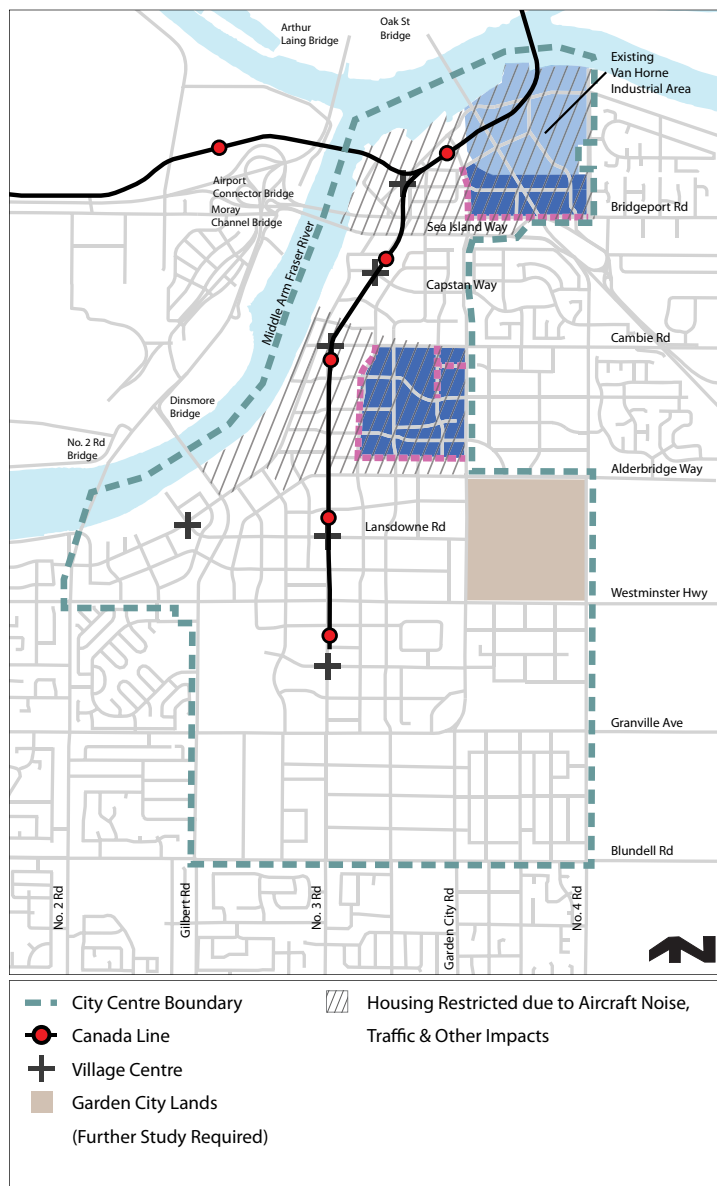 Arthur
Laing Bridge
Oak St
Bridge
Existing
Van Horne
Industrial Area
Airport
Connector Bridge
Moray
Channel Bridge
Bridgeport Rd
Sea Island Way
Middle Arm Fraser River
Capstan Way
Cambie Rd
Dinsmore
Bridge
No. 2 Rd
Bridge
Alderbridge Way
Lansdowne Rd
Westminster Hwy
Granville Ave
Blundell Rd
No. 2 Rd
Gilbert Rd
No. 3 Rd
Garden City Rd
No. 4 Rd
N
City Centre Boundary
Canada Line
Village Centre
Garden City Lands
(Further Study Required)
Housing Restricted due to Aircraft Noise,
Traffic & Other Impacts